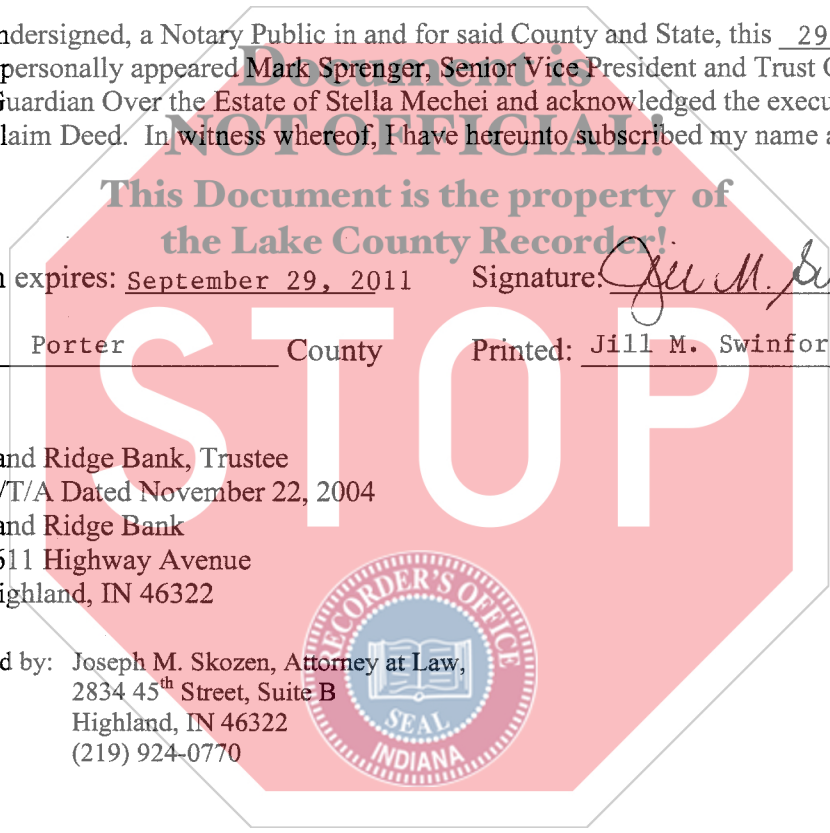 ndersigned, a Notary Public in and for said County and State, this 29
personally appeared Mark Sprenger, Senior Vice President and Trust
Guardian Over the Estate of Stella Mechei and acknowledged the execu
laim Deed. In witness whereof, I have hereunto subscribed my name a
Document is
NOT OFFICIAL!
This Document is the property of
the Lake County Recorder!
n expires: September 29, 2011 Signature: Jill M.
Porter County Printed: Jill M. Swinfor
STOP
and Ridge Bank, Trustee
/T/A Dated November 22, 2004
and Ridge Bank
611 Highway Avenue
ighland, IN 46322
d by: Joseph M. Skozen, Attorney at Law,
2834 45th Street, Suite B
Highland, IN 46322
(219) 924-0770
RECORDER'S OFFICE
SEAL
INDIANA